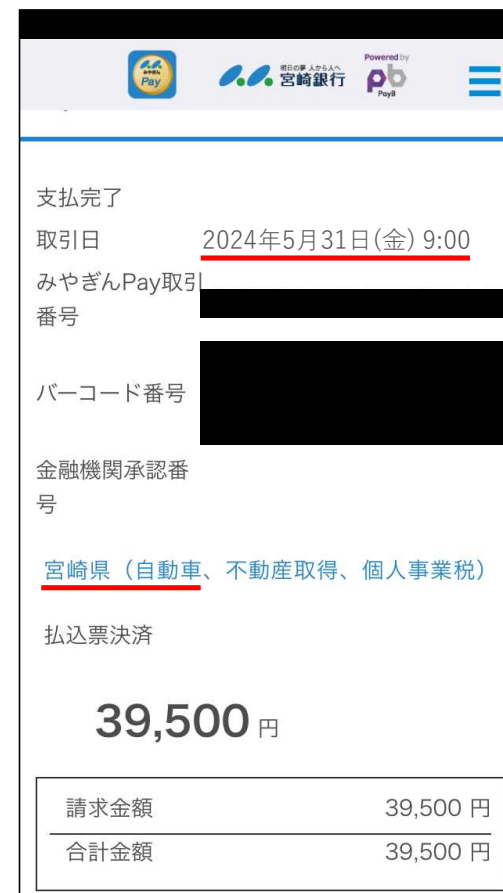 みやぎん
Pay
明日の夢 人から人へ
宮崎銀行
Powered by
pb
PayB
支払完了
取引日 2024年5月31日(金) 9:00
みやぎんPay取引
番号
バーコード番号
金融機関承認番
号
宮崎県（自動車、不動産取得、個人事業税）
払込票決済
39,500 円
請求金額 39,500 円
合計金額 39,500 円